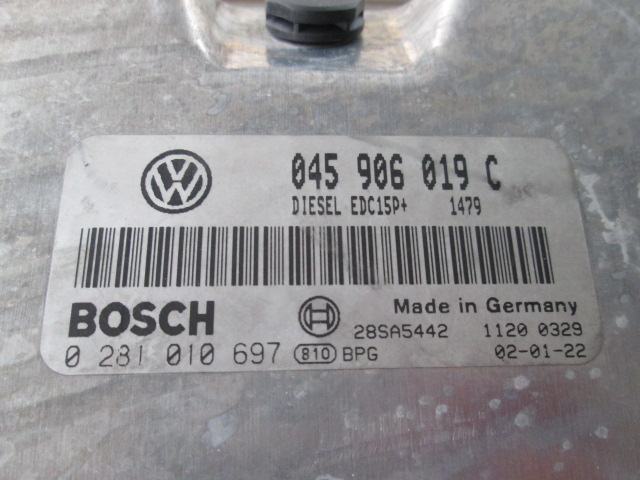 045 906 019 C
DIESEL EDC15P+ 1479
BOSCH
Made in Germany
28SA5442 1120 0329
0 281 010 697 810 BPG 02-01-22